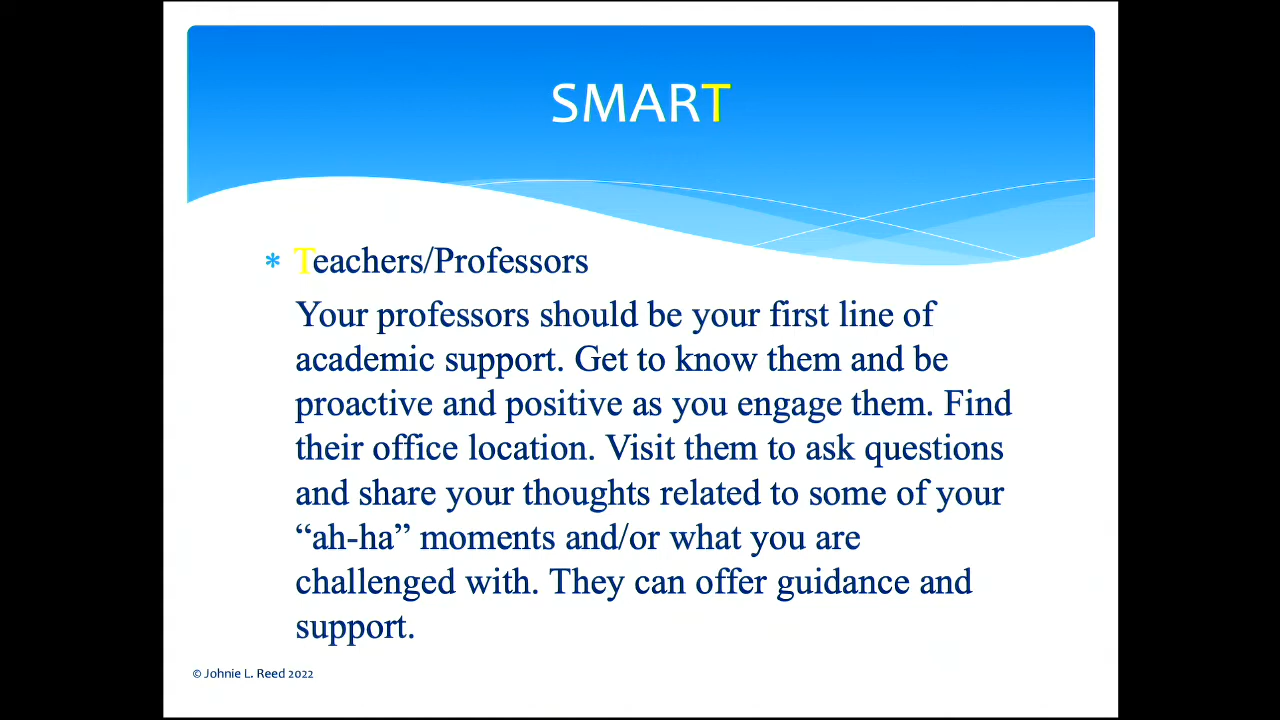 SMART
* Teachers/Professors
Your professors should be your first line of
academic support. Get to know them and be
proactive and positive as you engage them. Find
their office location. Visit them to ask questions
and share your thoughts related to some of your
“ah-ha” moments and/or what you are
challenged with. They can offer guidance and
support.
© Johnie L. Reed 2022